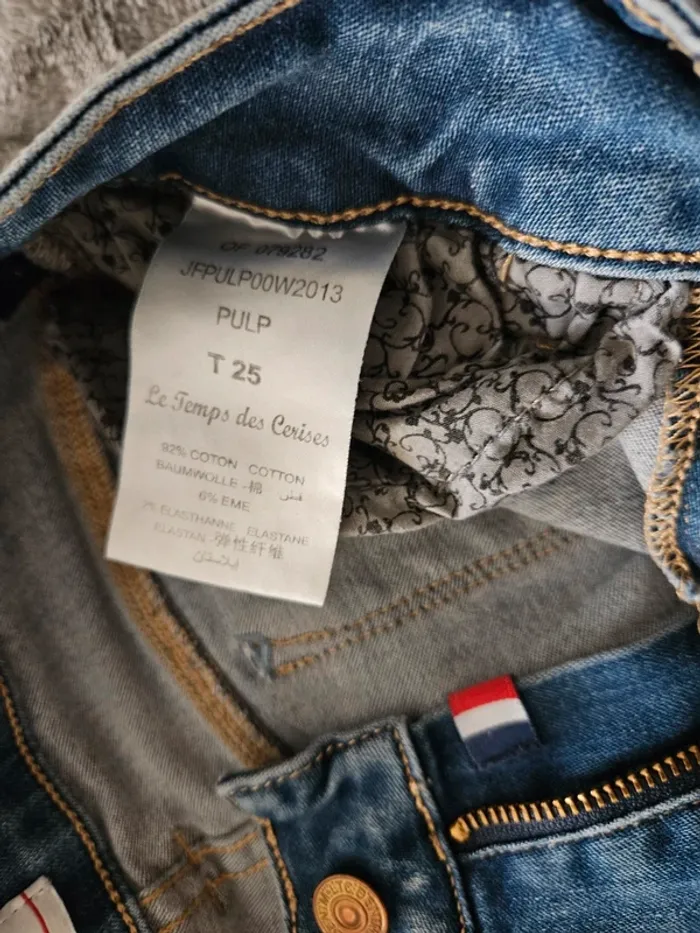 OF 079282
JFPULP00W2013
PULP
T 25
Le Temps des Cerises
92% COTON COTTON
BAUMWOLLE -棉 قطن
6% EME
2% ELASTHANNE ELASTANE
ELASTAN -弹性纤维